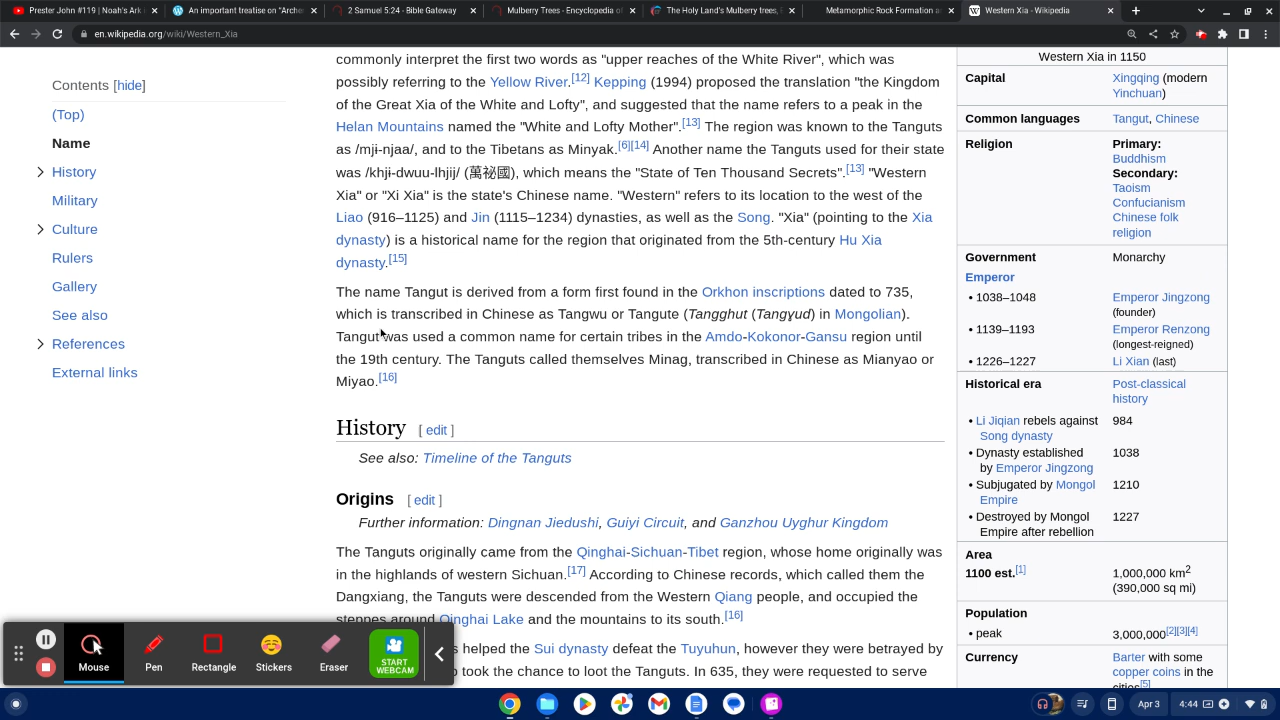 Prester John #119 | Noah's Ark i
An important treatise on "Archer
2 Samuel 5:24 - Bible Gateway
Mulberry Trees - Encyclopedia of
The Holy Land's Mulberry trees, E
Metamorphic Rock Formation a
Western Xia - Wikipedia
en.wikipedia.org/wiki/Western_Xia
Contents [hide]
(Top)
Name
History
Military
Culture
Rulers
Gallery
See also
References
External links
commonly interpret the first two words as "upper reaches of the White River", which was
possibly referring to the Yellow River.[12] Kepping (1994) proposed the translation "the Kingdom
of the Great Xia of the White and Lofty", and suggested that the name refers to a peak in the
Helan Mountains named the "White and Lofty Mother".[13] The region was known to the Tanguts
as /mji-njaa/, and to the Tibetans as Minyak.[6][14] Another name the Tanguts used for their state
was /khjɨ-dwuu-lhjij/ (萬祕國), which means the "State of Ten Thousand Secrets".[13] "Western
Xia" or "Xi Xia" is the state's Chinese name. "Western" refers to its location to the west of the
Liao (916–1125) and Jin (1115–1234) dynasties, as well as the Song. "Xia" (pointing to the Xia
dynasty) is a historical name for the region that originated from the 5th-century Hu Xia
dynasty.[15]
The name Tangut is derived from a form first found in the Orkhon inscriptions dated to 735,
which is transcribed in Chinese as Tangwu or Tangute (Tangghut (Tangɣud) in Mongolian).
Tangut was used a common name for certain tribes in the Amdo-Kokonor-Gansu region until
the 19th century. The Tanguts called themselves Minag, transcribed in Chinese as Mianyao or
Miyao.[16]
History [ edit ]
See also: Timeline of the Tanguts
Origins [ edit ]
Further information: Dingnan Jiedushi, Guiyi Circuit, and Ganzhou Uyghur Kingdom
The Tanguts originally came from the Qinghai-Sichuan-Tibet region, whose home originally was
in the highlands of western Sichuan.[17] According to Chinese records, which called them the
Dangxiang, the Tanguts were descended from the Western Qiang people, and occupied the
steppes around Qinghai Lake and the mountains to its south.[16]
s helped the Sui dynasty defeat the Tuyuhun, however they were betrayed by
took the chance to loot the Tanguts. In 635, they were requested to serve
Western Xia in 1150
Capital Xingqing (modern
Yinchuan)
Common languages Tangut, Chinese
Religion Primary:
Buddhism
Secondary:
Taoism
Confucianism
Chinese folk
religion
Government Monarchy
Emperor
• 1038–1048 Emperor Jingzong
(founder)
• 1139–1193 Emperor Renzong
(longest-reigned)
• 1226–1227 Li Xian (last)
Historical era Post-classical
history
• Li Jiqian rebels against 984
Song dynasty
• Dynasty established 1038
by Emperor Jingzong
• Subjugated by Mongol 1210
Empire
• Destroyed by Mongol 1227
Empire after rebellion
Area
1100 est.[1] 1,000,000 km2
(390,000 sq mi)
Population
• peak 3,000,000[2][3][4]
Currency Barter with some
copper coins in the
cities[5]
Mouse
Pen
Rectangle
Stickers
Eraser
START
WEBCAM
Apr 3
4:44